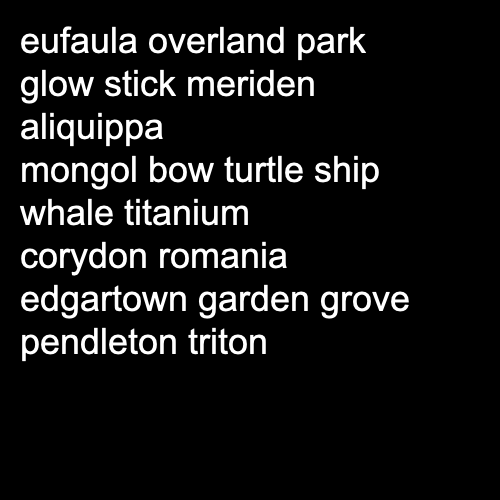 eufaula overland park
glow stick meriden
aliquippa
mongol bow turtle ship
whale titanium
corydon romania
edgartown garden grove
pendleton triton